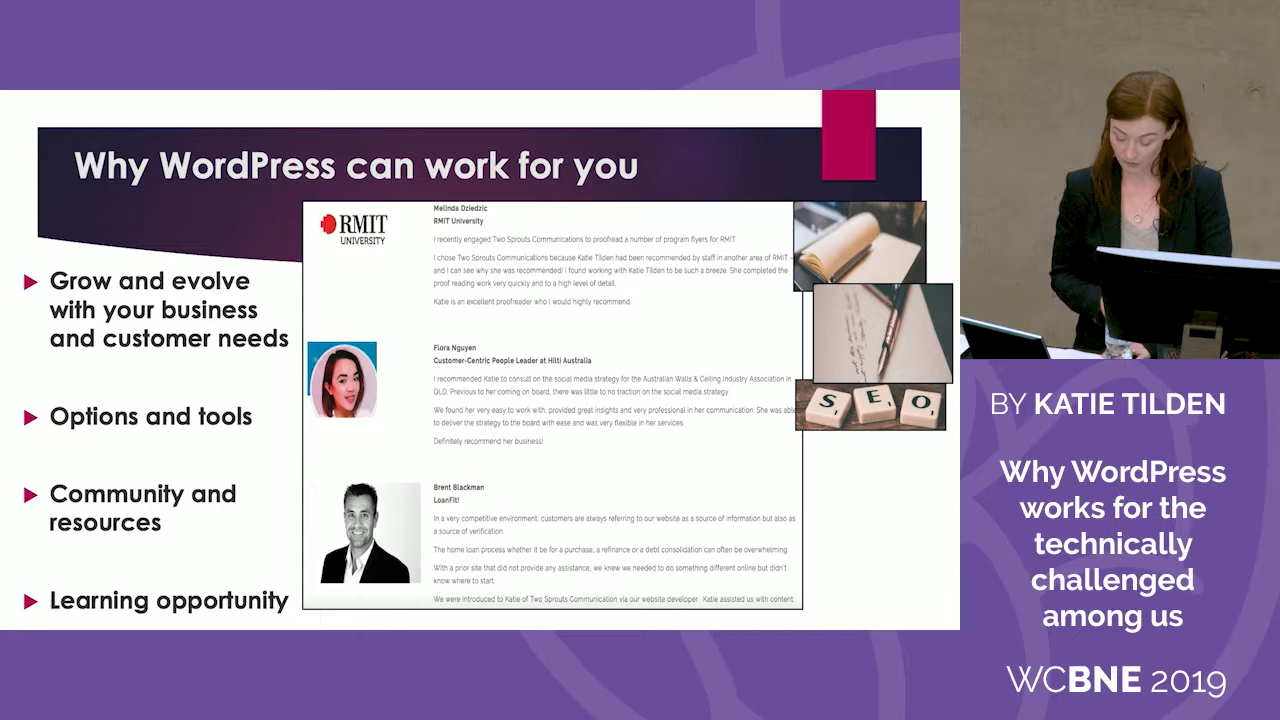 Why WordPress can work for you
Grow and evolve
with your business
and customer needs
Options and tools
Community and
resources
Learning opportunity
RMIT
UNIVERSITY
Melinda Dziedzic
RMIT University
I recently engaged Two Sprouts Communications to proofread a number of program flyers for RMIT.
I chose Two Sprouts Communications because Katie Tilden had been recommended by staff in another area of RMIT –
and I can see why she was recommended! I found working with Katie Tilden to be such a breeze. She completed the
proof reading work very quickly and to a high level of detail.
Katie is an excellent proofreader who I would highly recommend.
Flora Nguyen
Customer-Centric People Leader at Hilti Australia
I recommended Katie to consult on the social media strategy for the Australian Walls & Ceiling Industry Association in
QLD. Previous to her coming on board, there was little to no traction on the social media strategy.
We found her very easy to work with, provided great insights and very professional in her communication. She was able
to deliver the strategy to the board with ease and was very flexible in her services.
Definitely recommend her business!
Brent Blackman
LoanFit!
In a very competitive environment, customers are always referring to our website as a source of information but also as
a source of verification.
The home loan process whether it be for a purchase, a refinance or a debt consolidation can often be overwhelming.
With a prior site that did not provide any assistance, we knew we needed to do something different online but didn't
know where to start.
We were introduced to Katie of Two Sprouts Communication via our website developer. Katie assisted us with content
SEO
BY KATIE TILDEN
Why WordPress
works for the
technically
challenged
among us
WCBNE 2019